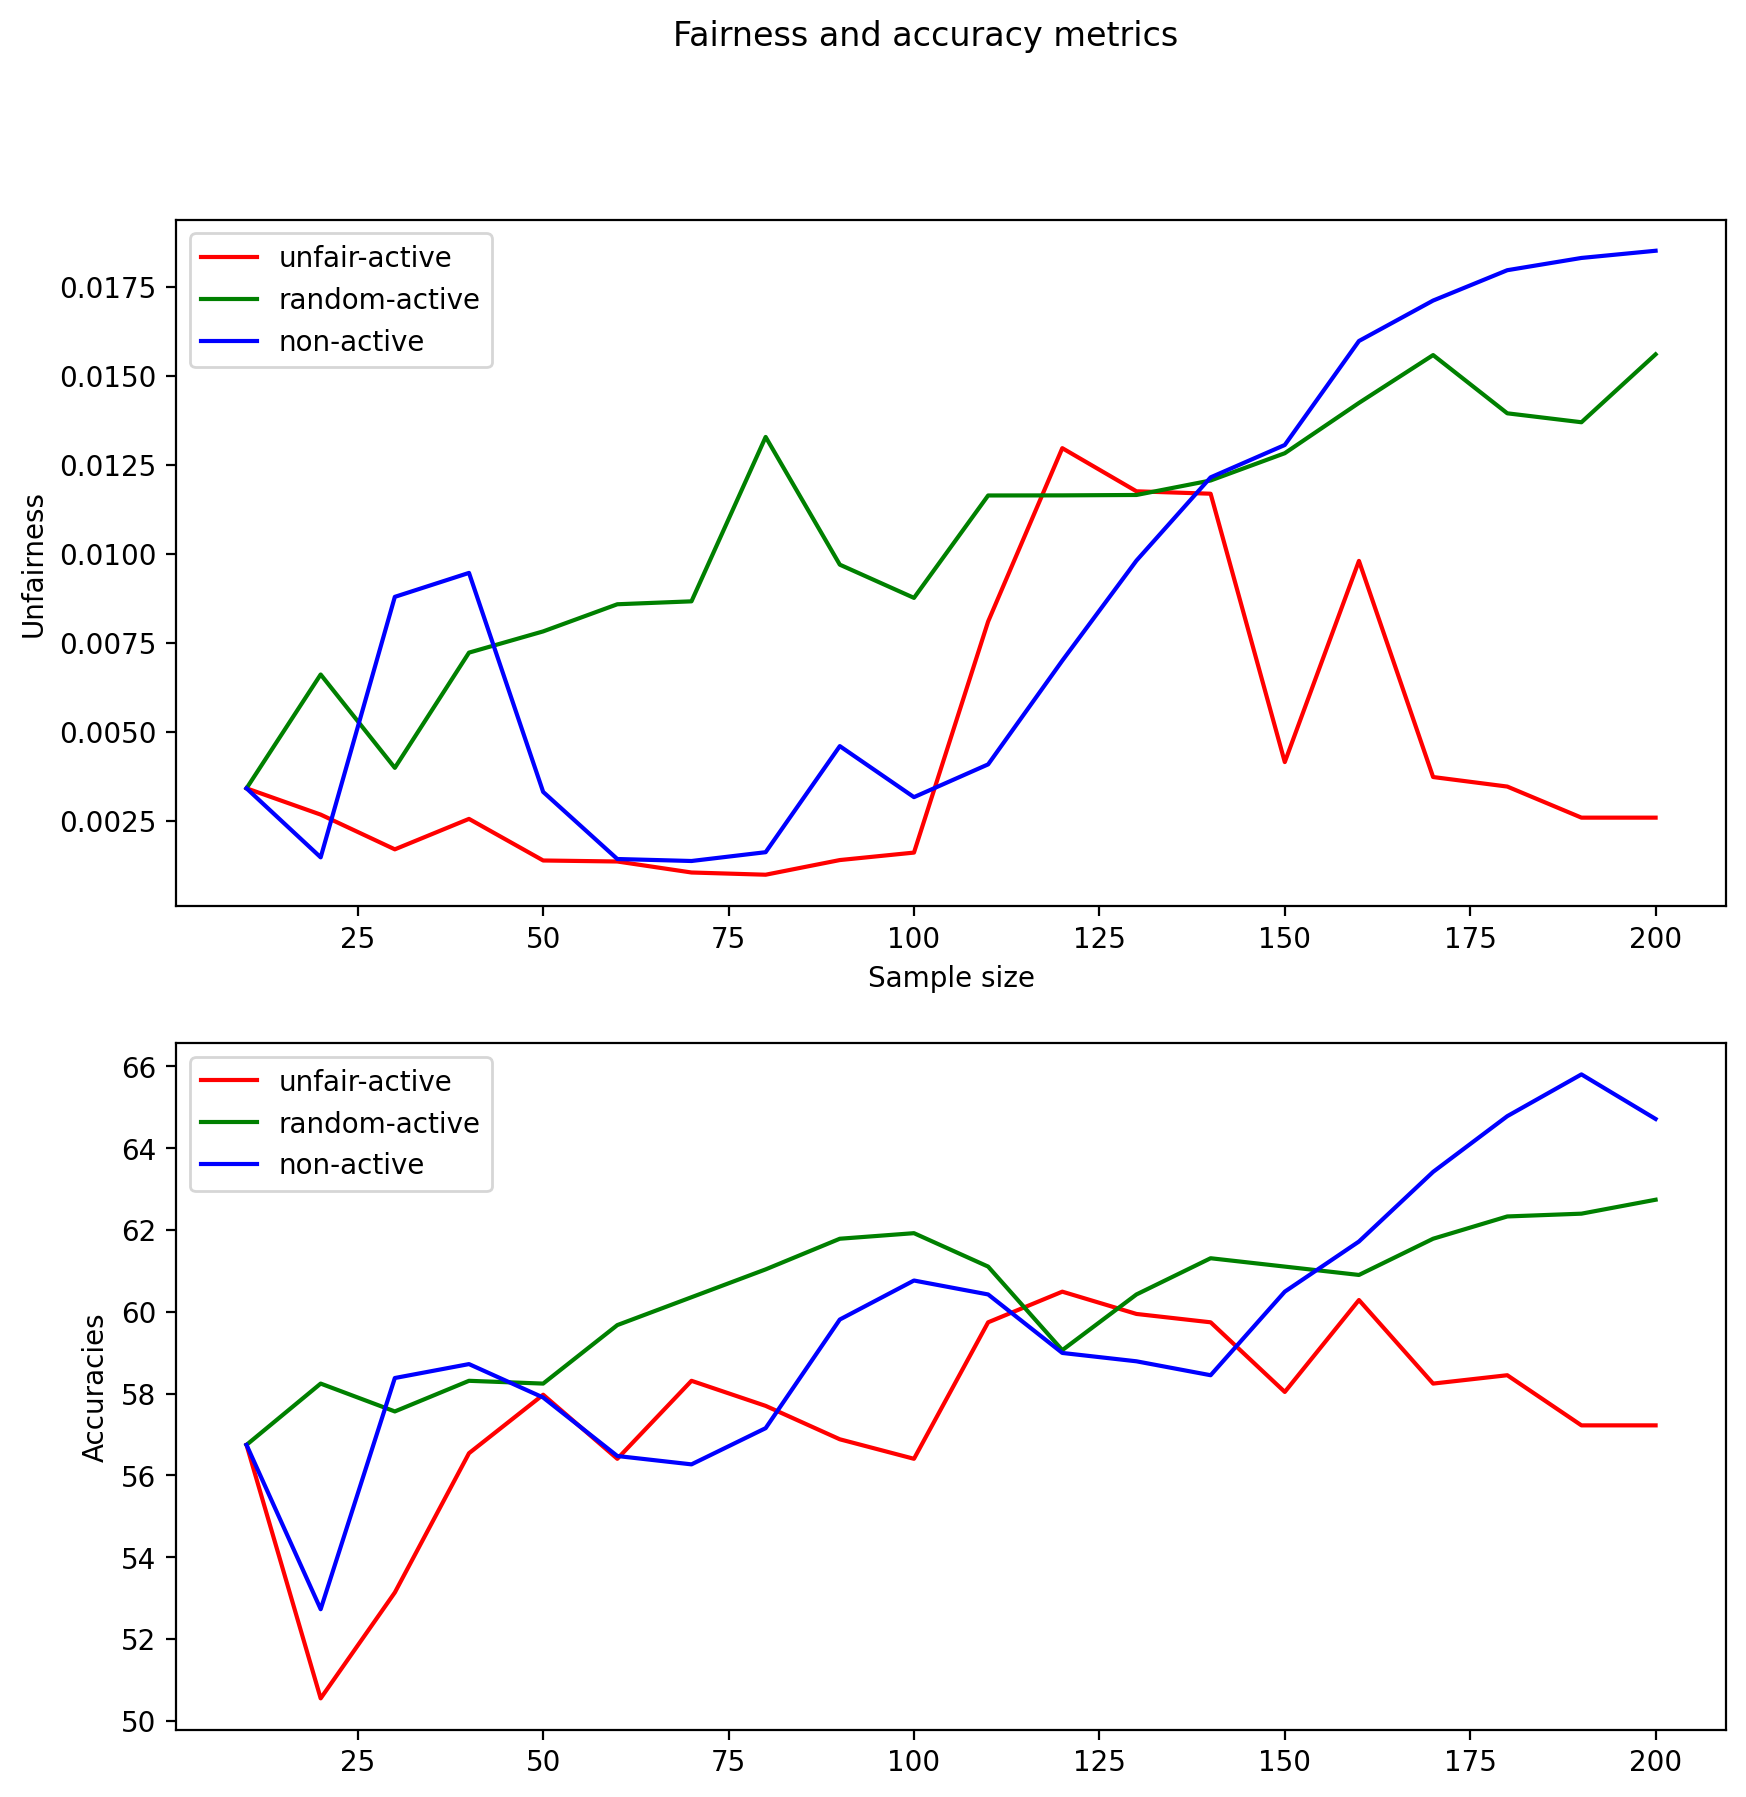 Fairness and accuracy metrics
unfair-active
random-active
non-active
0.0175
0.0150
0.0125
0.0100
0.0075
0.0050
0.0025
Unfairness
25 50 75 100 125 150 175 200
Sample size
unfair-active
random-active
non-active
66
64
62
60
58
56
54
52
50
Accuracies
25 50 75 100 125 150 175 200